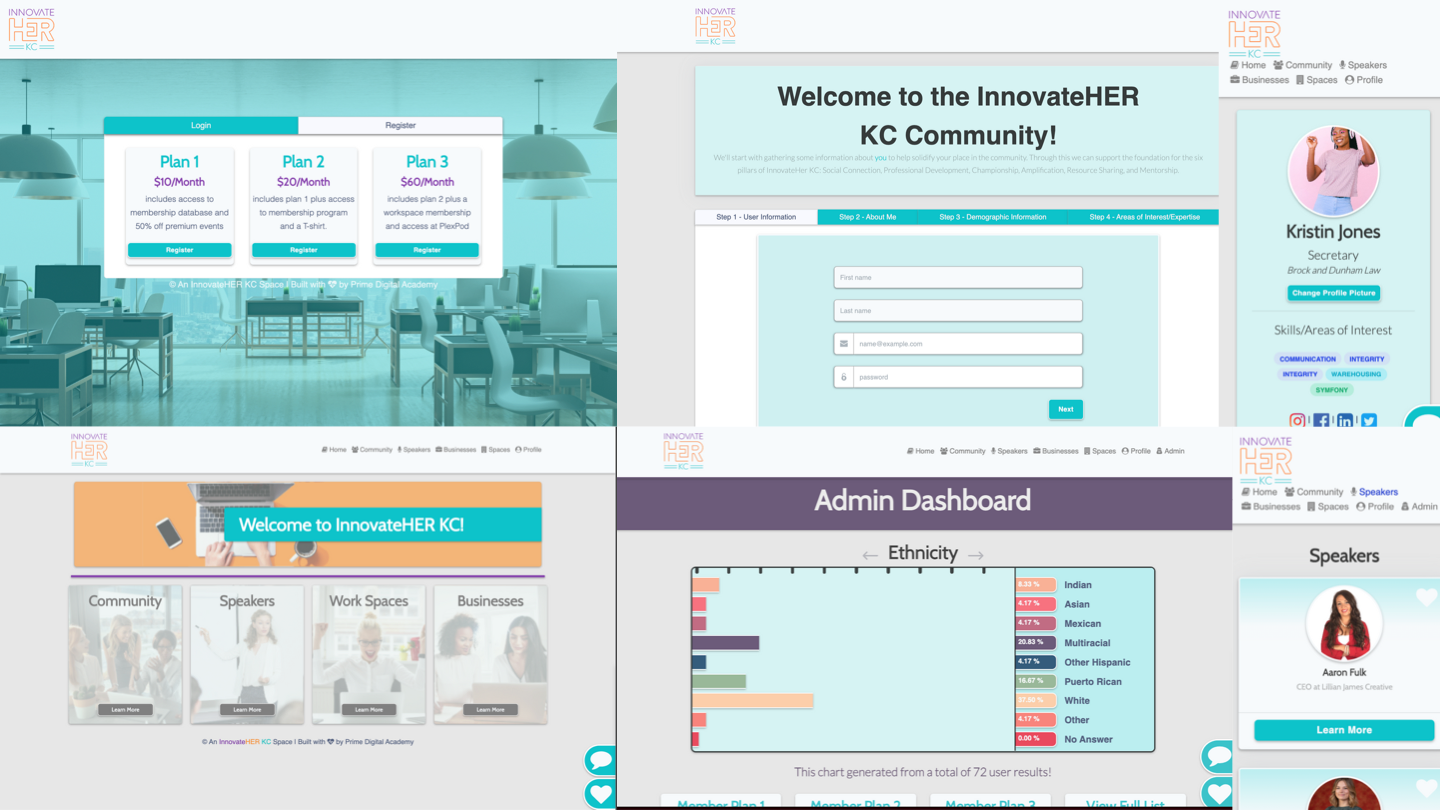 INNOVATE
HER
KC
Login
Register
Plan 1
$10/Month
includes access to
membership database and
50% off premium events
Register
Plan 2
$20/Month
includes plan 1 plus access
to membership program
and a T-shirt.
Register
Plan 3
$60/Month
includes plan 2 plus a
workspace membership
and access at PlexPod
Register
© An InnovateHER KC Space | Built with by Prime Digital Academy
INNOVATE
HER
KC
Welcome to the InnovateHER
KC Community!
We'll start with gathering some information about you to help solidify your place in the community. Through this we can support the foundation for the six
pillars of InnovateHer KC: Social Connection, Professional Development, Championship, Amplification, Resource Sharing, and Mentorship.
Step 1 - User Information
Step 2 - About Me
Step 3 - Demographic Information
Step 4 - Areas of Interest/Expertise
First name
Last name
name@example.com
password
Next
INNOVATE
HER
KC
Home Community Speakers
Businesses Spaces Profile
Kristin Jones
Secretary
Brock and Dunham Law
Change Profile Picture
Skills/Areas of Interest
COMMUNICATION INTEGRITY
INTEGRITY WAREHOUSING
SYMFONY
INNOVATE
HER
KC
Home Community Speakers Businesses Spaces Profile
Welcome to InnovateHER KC!
Community
Learn More
Speakers
Learn More
Work Spaces
Learn More
Businesses
Learn More
© An InnovateHER KC Space | Built with by Prime Digital Academy
INNOVATE
HER
KC
Home Community Speakers Businesses Spaces Profile Admin
Admin Dashboard
← Ethnicity →
8.33 % Indian
4.17 % Asian
4.17 % Mexican
20.83 % Multiracial
4.17 % Other Hispanic
16.67 % Puerto Rican
37.50 % White
4.17 % Other
0.00 % No Answer
This chart generated from a total of 72 user results!
Member Plan 1
Member Plan 2
Member Plan 3
View Full List
INNOVATE
HER
KC
Home Community Speakers
Businesses Spaces Profile Admin
Speakers
Aaron Fulk
CEO at Lillian James Creative
Learn More